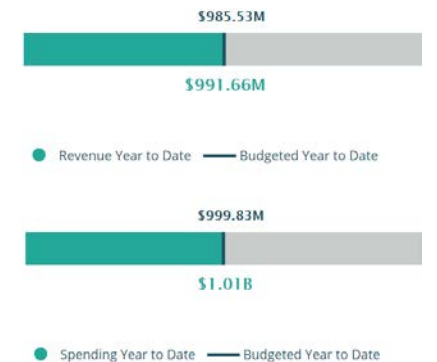 $985.53M
$991.66M
Revenue Year to Date Budgeted Year to Date
$999.83M
$1.01B
Spending Year to Date Budgeted Year to Date